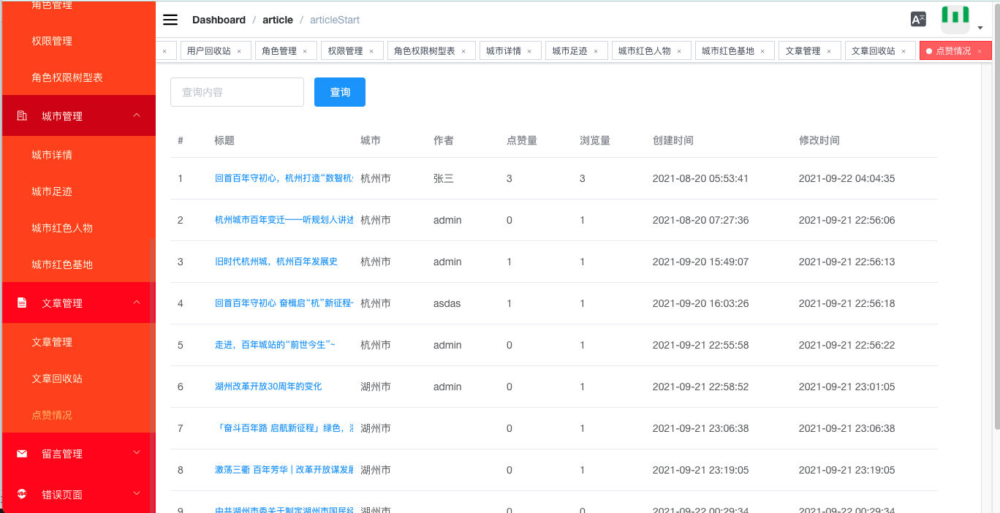 角色管理
权限管理
角色权限树型表
城市管理
城市详情
城市足迹
城市红色人物
城市红色基地
文章管理
文章管理
文章回收站
点赞情况
留言管理
错误页面
Dashboard / article / articleStart
× 用户回收站 × 角色管理 × 权限管理 × 角色权限树型表 × 城市详情 × 城市足迹 × 城市红色人物 × 城市红色基地 × 文章管理 × 文章回收站 × 点赞情况 ×
查询内容 查询
# 标题 城市 作者 点赞量 浏览量 创建时间 修改时间
1 回首百年守初心，杭州打造“数智杭 杭州市 张三 3 3 2021-08-20 05:53:41 2021-09-22 04:04:35
2 杭州城市百年变迁——听规划人讲述 杭州市 admin 0 1 2021-08-20 07:27:36 2021-09-21 22:56:06
3 旧时代杭州城，杭州百年发展史 杭州市 admin 1 1 2021-09-20 15:49:07 2021-09-21 22:56:13
4 回首百年守初心 奋楫启“杭”新征程 杭州市 asdas 1 1 2021-09-20 16:03:26 2021-09-21 22:56:18
5 走进，百年城站的“前世今生”~ 杭州市 admin 0 1 2021-09-21 22:55:58 2021-09-21 22:56:22
6 湖州改革开放30周年的变化 湖州市 admin 0 1 2021-09-21 22:58:52 2021-09-21 23:01:05
7 「奋斗百年路 启航新征程」绿色， 湖州市 0 1 2021-09-21 23:06:38 2021-09-21 23:06:38
8 激荡三衢 百年芳华 | 改革开放谋发展 湖州市 0 1 2021-09-21 23:19:05 2021-09-21 23:19:05
9 中共湖州市委关于制定湖州市国民经 湖州市 0 0 2021-09-22 00:29:34 2021-09-22 00:29:34